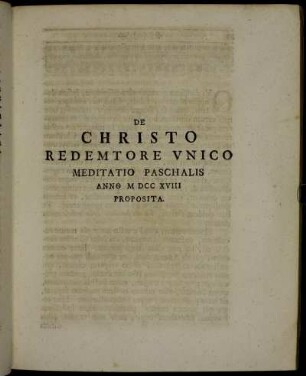 DE
CHRISTO
REDEMTORE VNICO
MEDITATIO PASCHALIS
ANNO M DCC XVIII
PROPOSITA.